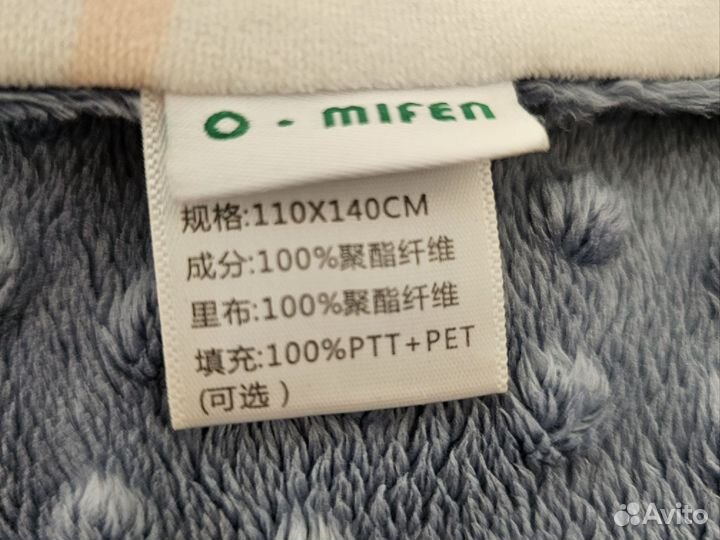 O - MIFEN
规格:110X140CM
成分:100%聚酯纤维
里布:100%聚酯纤维
填充:100%PTT+PET
(可选)
Avito